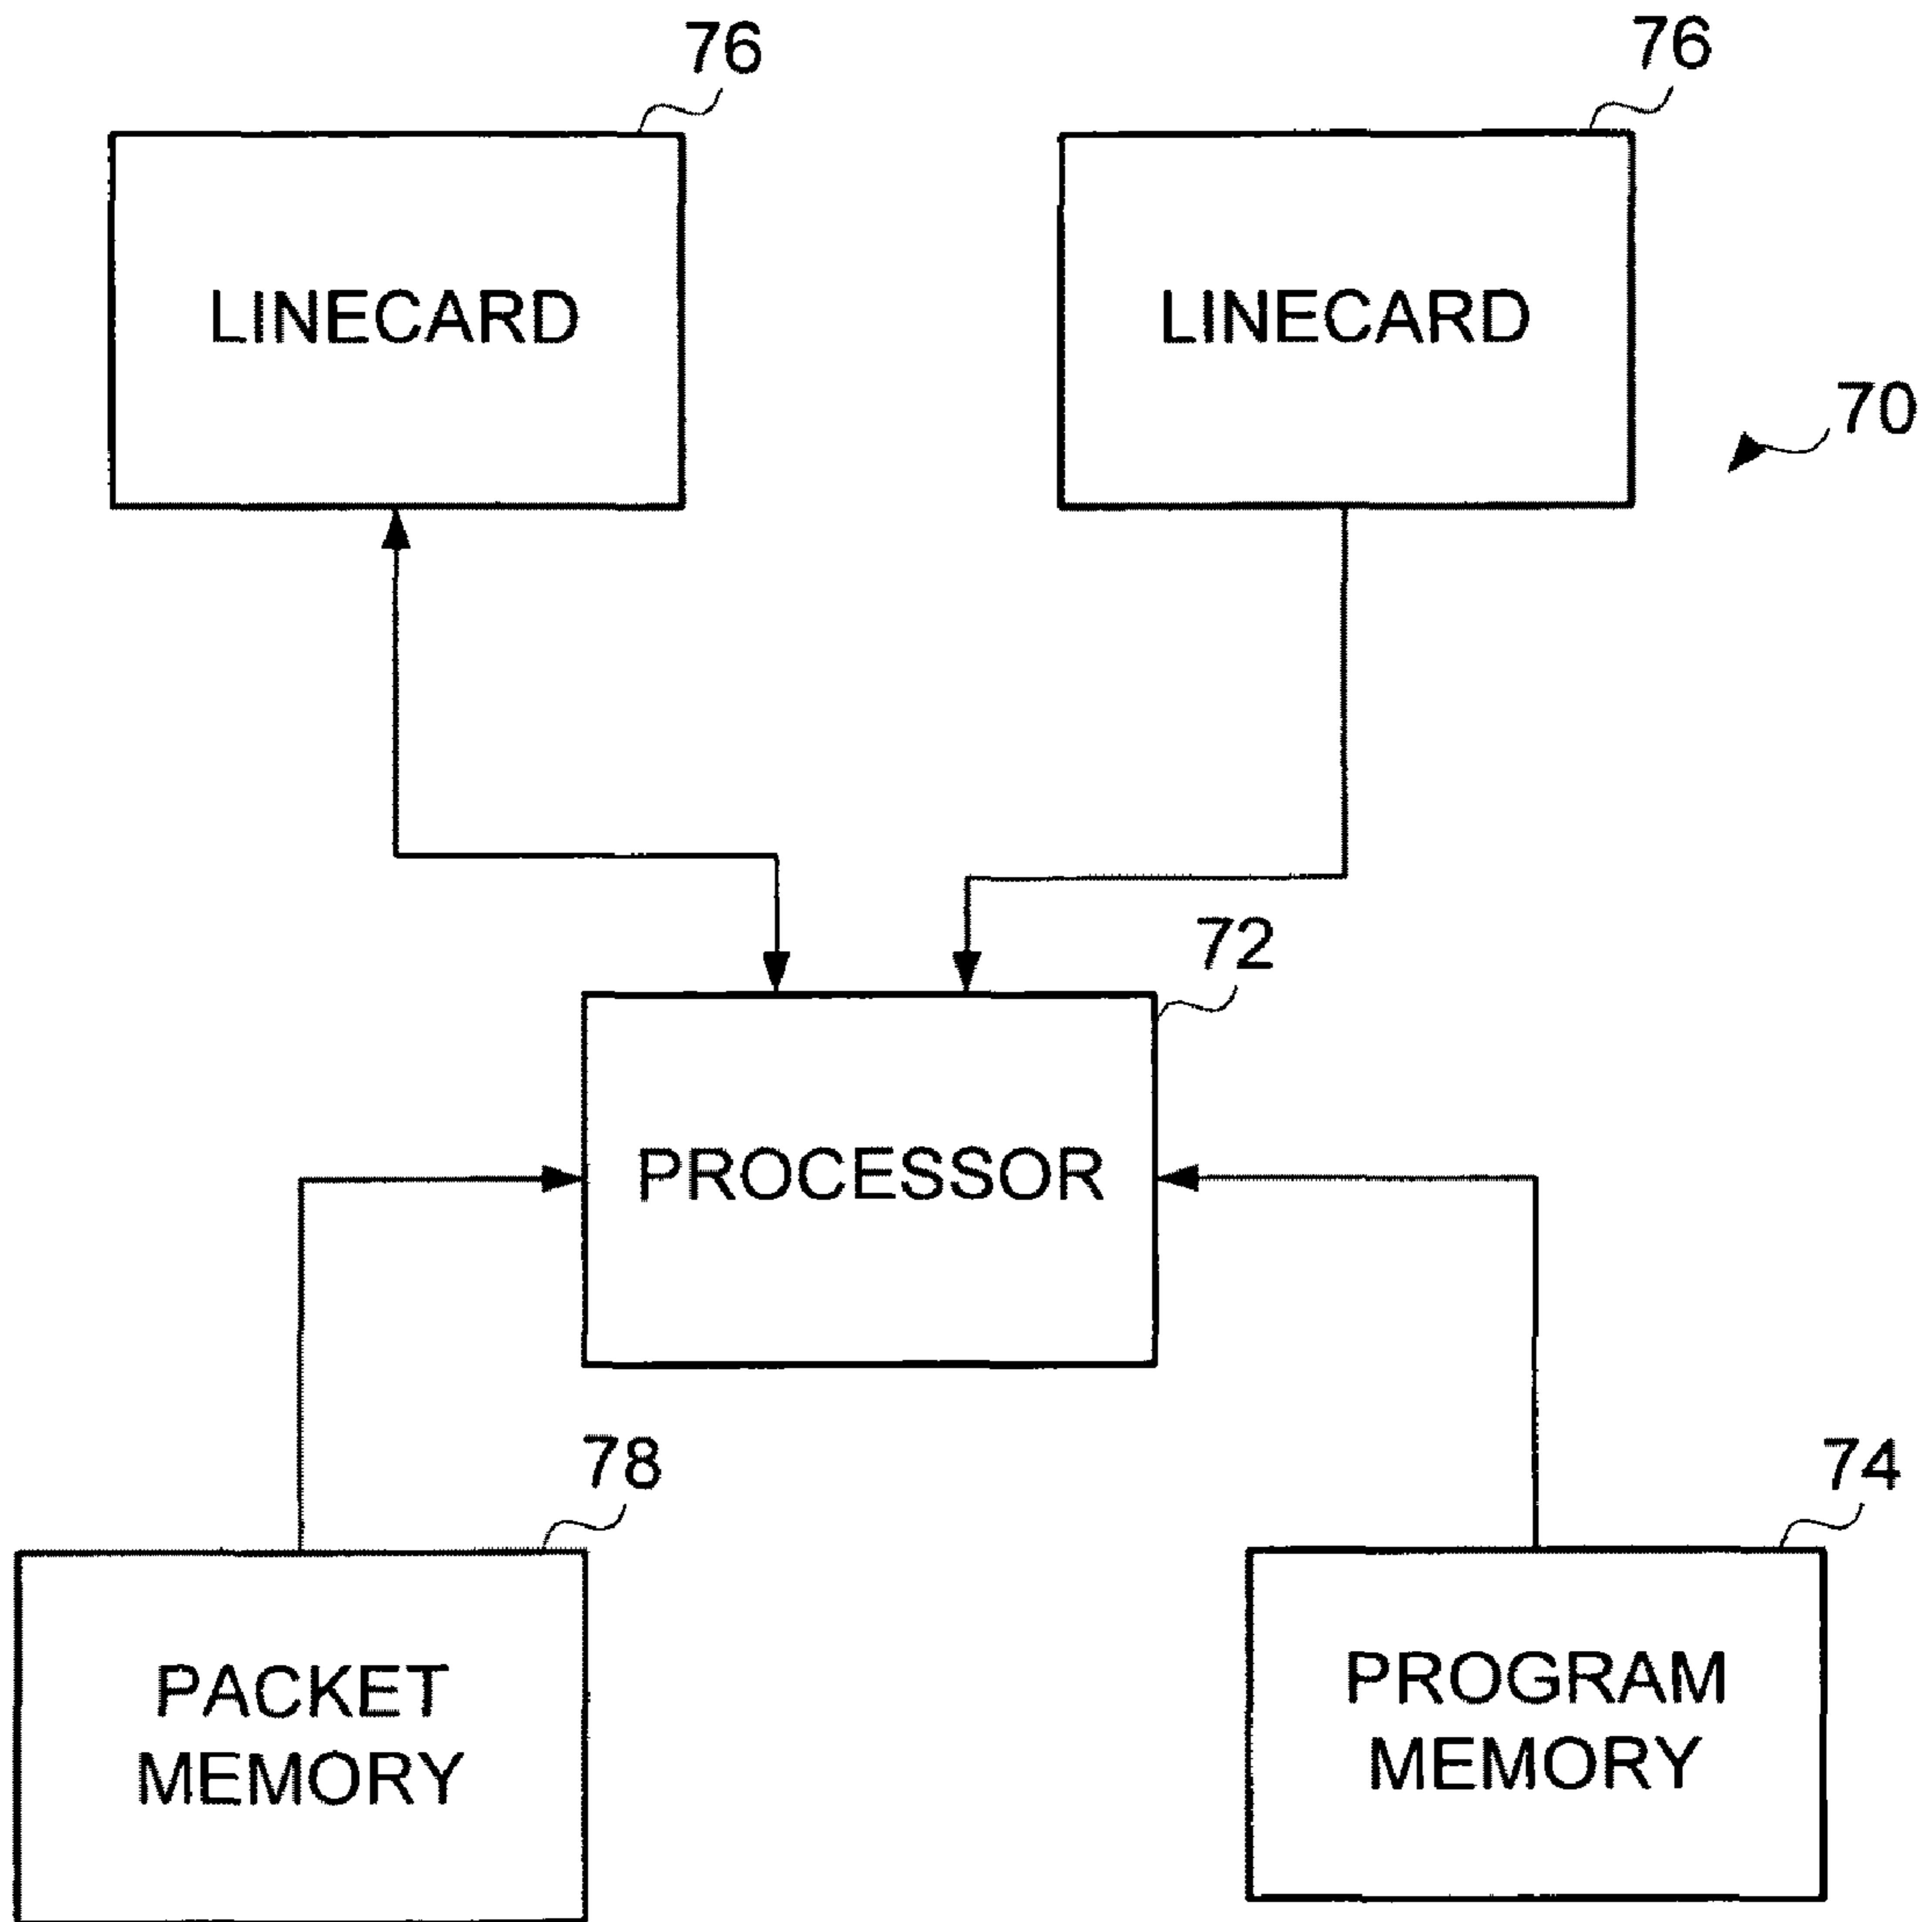 76
76
LINECARD
LINECARD
70
72
PROCESSOR
78
74
PACKET
MEMORY
PROGRAM
MEMORY